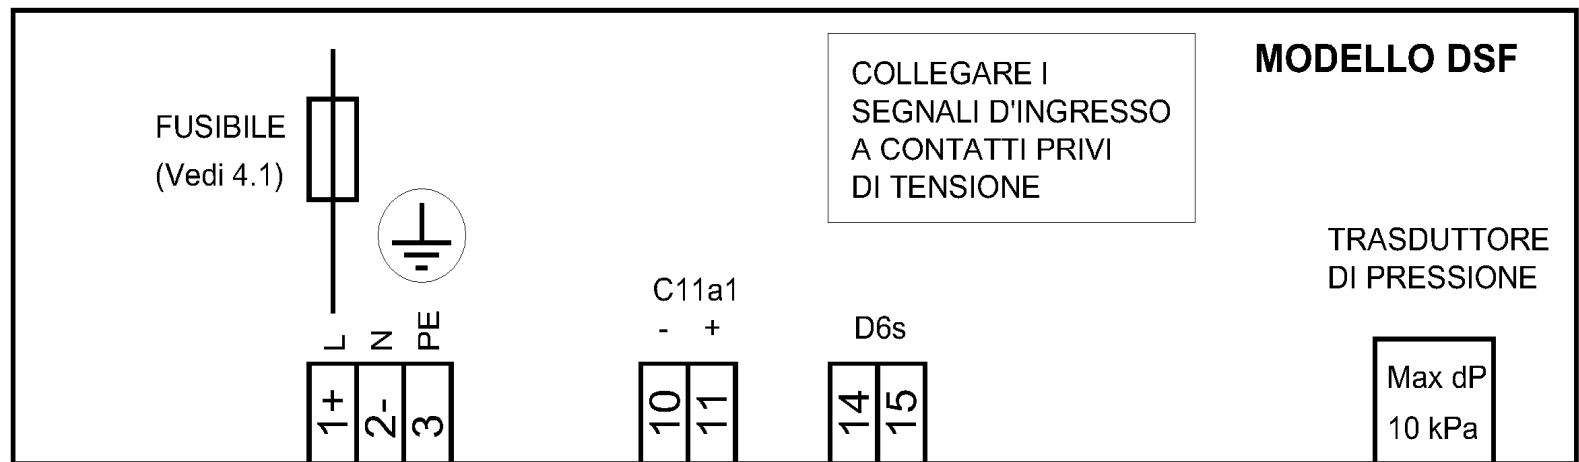 MODELLO DSF
COLLEGARE I
SEGNALI D'INGRESSO
A CONTATTI PRIVI
DI TENSIONE
FUSIBILE
(Vedi 4.1)
TRASDUTTORE
DI PRESSIONE
C11a1
- +
D6s
L N PE
1+ 2- 3
10 11
14 15
Max dP
10 kPa